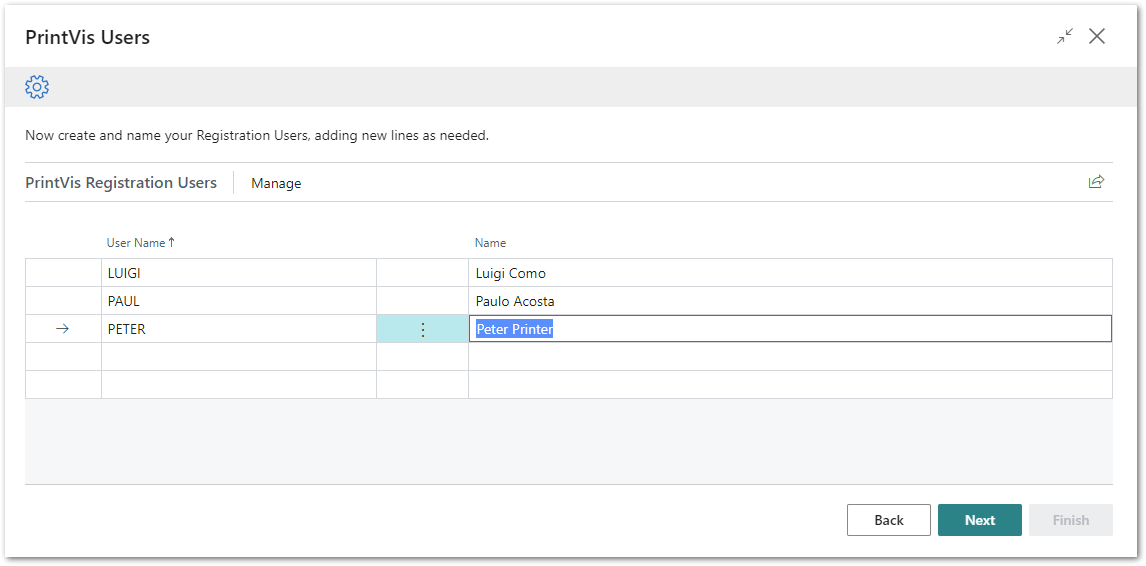 PrintVis Users
Now create and name your Registration Users, adding new lines as needed.
PrintVis Registration Users Manage
User Name↑ Name
LUIGI Luigi Como
PAUL Paulo Acosta
PETER Peter Printer
Back Next Finish